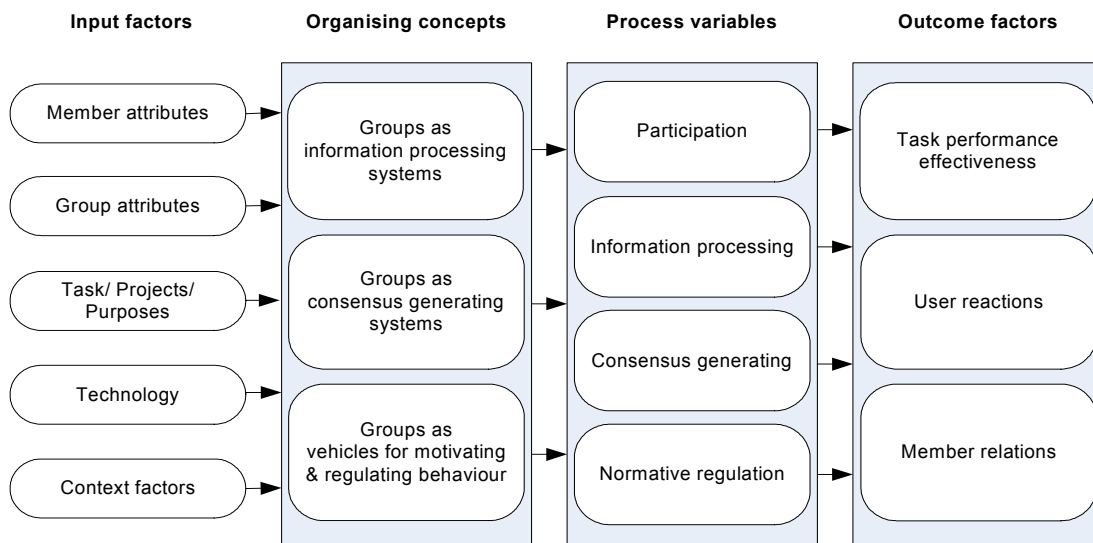 Input factors
Organising concepts
Process variables
Outcome factors
Member attributes
Group attributes
Task/ Projects/
Purposes
Technology
Context factors
Groups as
information processing
systems
Groups as
consensus generating
systems
Groups as
vehicles for motivating
& regulating behaviour
Participation
Information processing
Consensus generating
Normative regulation
Task performance
effectiveness
User reactions
Member relations